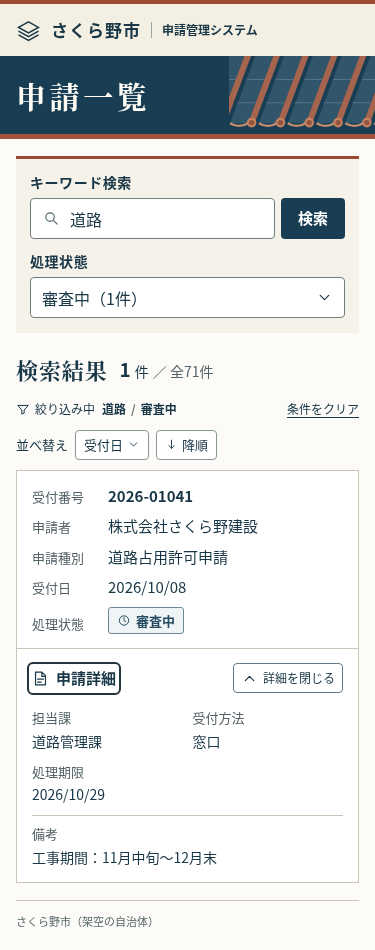 さくら野市 申請管理システム
申請一覧
キーワード検索
道路 検索
処理状態
審査中（1件）
検索結果 1 件 ／ 全71件
絞り込み中 道路 / 審査中 条件をクリア
並べ替え 受付日 降順
受付番号 2026-01041
申請者 株式会社さくら野建設
申請種別 道路占用許可申請
受付日 2026/10/08
処理状態 審査中
申請詳細 詳細を閉じる
担当課 受付方法
道路管理課 窓口
処理期限
2026/10/29
備考
工事期間：11月中旬〜12月末
さくら野市（架空の自治体）